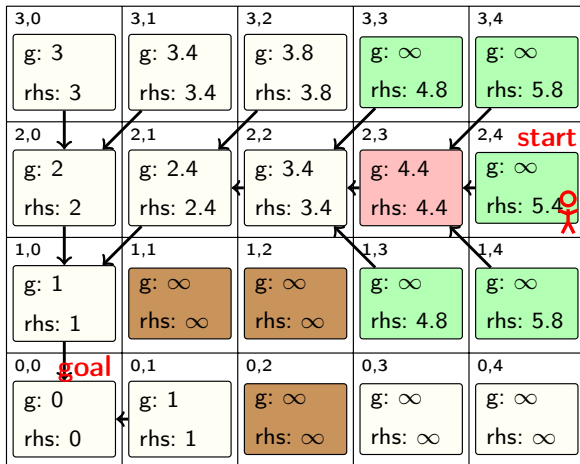 3,0 3,1 3,2 3,3 3,4
g: 3 g: 3.4 g: 3.8 g: ∞ g: ∞
rhs: 3 rhs: 3.4 rhs: 3.8 rhs: 4.8 rhs: 5.8
2,0 2,1 2,2 2,3 2,4
start
g: 2 g: 2.4 g: 3.4 g: 4.4 g: ∞
rhs: 2 rhs: 2.4 rhs: 3.4 rhs: 4.4 rhs: 5.4
1,0 1,1 1,2 1,3 1,4
g: 1 g: ∞ g: ∞ g: ∞ g: ∞
rhs: 1 rhs: ∞ rhs: ∞ rhs: 4.8 rhs: 5.8
0,0 0,1 0,2 0,3 0,4
goal
g: 0 g: 1 g: ∞ g: ∞ g: ∞
rhs: 0 rhs: 1 rhs: ∞ rhs: ∞ rhs: ∞